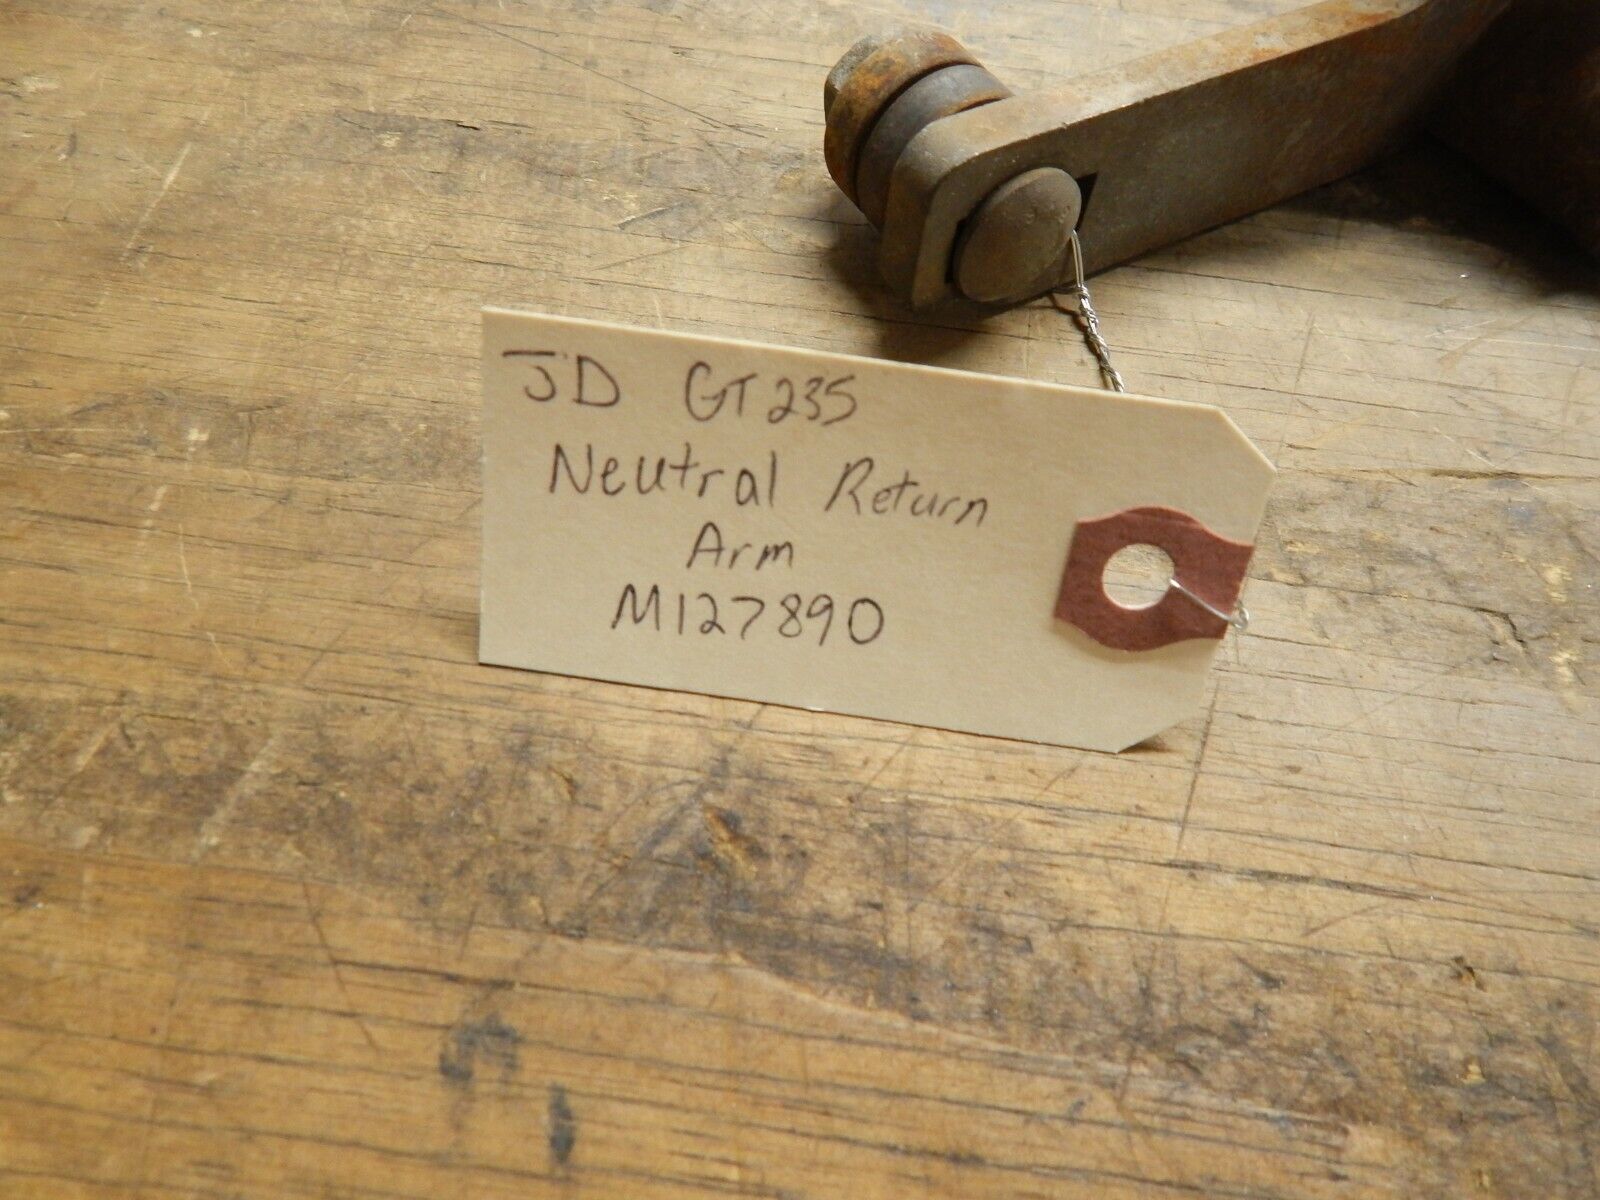 JD GT235
Neutral Return
Arm
M127890